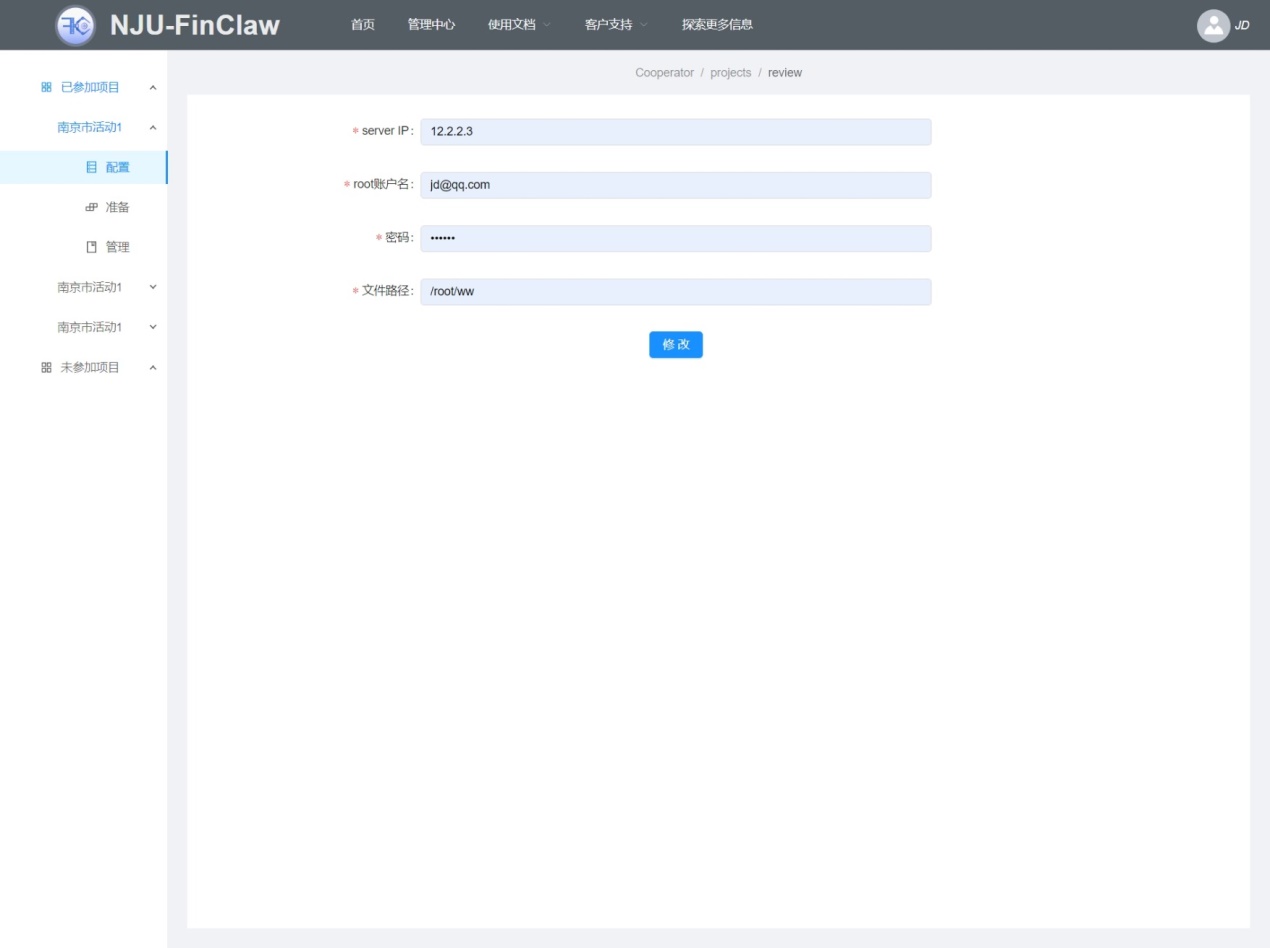 NJU-FinClaw
首页 管理中心 使用文档 客户支持 探索更多信息
JD
Cooperator / projects / review
已参加项目
南京市活动1
配置
准备
管理
南京市活动1
南京市活动1
未参加项目
* server IP: 12.2.2.3
* root账户名: jd@qq.com
* 密码: ••••••
* 文件路径: /root/ww
修 改